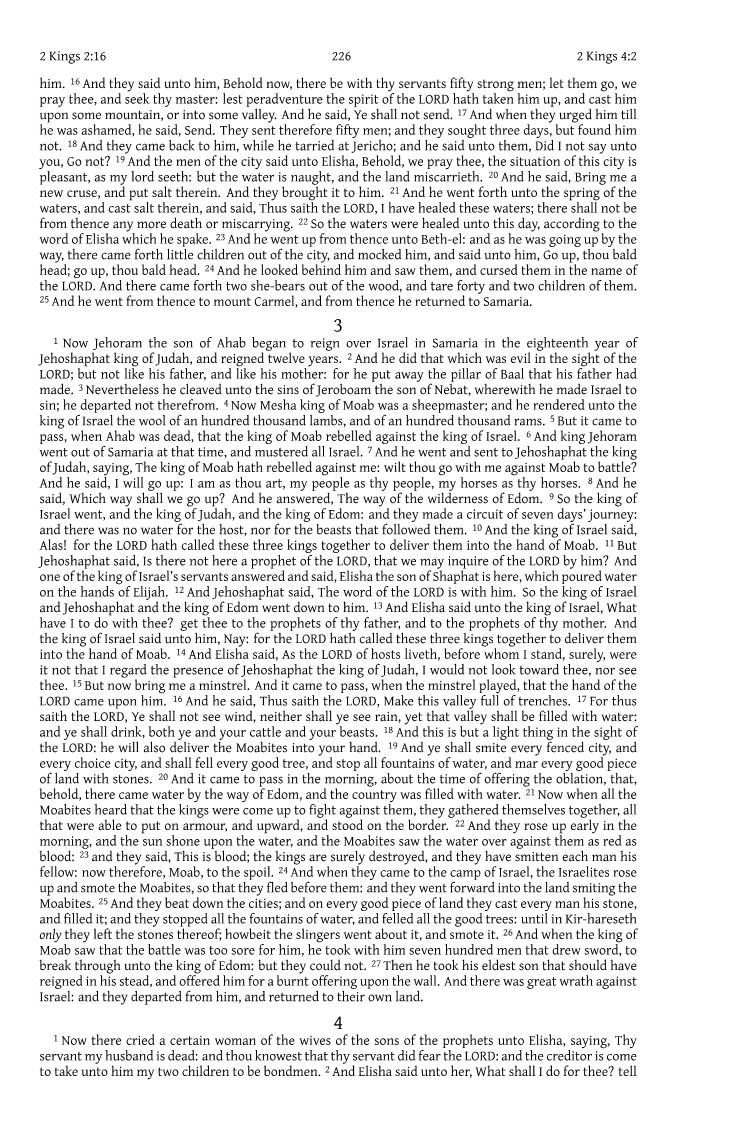 2 Kings 2:16 226 2 Kings 4:2
him. 16 And they said unto him, Behold now, there be with thy servants fifty strong men; let them go, we
pray thee, and seek thy master: lest peradventure the spirit of the LORD hath taken him up, and cast him
upon some mountain, or into some valley. And he said, Ye shall not send. 17 And when they urged him till
he was ashamed, he said, Send. They sent therefore fifty men; and they sought three days, but found him
not. 18 And they came back to him, while he tarried at Jericho; and he said unto them, Did I not say unto
you, Go not? 19 And the men of the city said unto Elisha, Behold, we pray thee, the situation of this city is
pleasant, as my lord seeth: but the water is naught, and the land miscarrieth. 20 And he said, Bring me a
new cruse, and put salt therein. And they brought it to him. 21 And he went forth unto the spring of the
waters, and cast salt therein, and said, Thus saith the LORD, I have healed these waters; there shall not be
from thence any more death or miscarrying. 22 So the waters were healed unto this day, according to the
word of Elisha which he spake. 23 And he went up from thence unto Beth-el: and as he was going up by the
way, there came forth little children out of the city, and mocked him, and said unto him, Go up, thou bald
head; go up, thou bald head. 24 And he looked behind him and saw them, and cursed them in the name of
the LORD. And there came forth two she-bears out of the wood, and tare forty and two children of them.
25 And he went from thence to mount Carmel, and from thence he returned to Samaria.
3
1 Now Jehoram the son of Ahab began to reign over Israel in Samaria in the eighteenth year of
Jehoshaphat king of Judah, and reigned twelve years. 2 And he did that which was evil in the sight of the
LORD; but not like his father, and like his mother: for he put away the pillar of Baal that his father had
made. 3 Nevertheless he cleaved unto the sins of Jeroboam the son of Nebat, wherewith he made Israel to
sin; he departed not therefrom. 4 Now Mesha king of Moab was a sheepmaster; and he rendered unto the
king of Israel the wool of an hundred thousand lambs, and of an hundred thousand rams. 5 But it came to
pass, when Ahab was dead, that the king of Moab rebelled against the king of Israel. 6 And king Jehoram
went out of Samaria at that time, and mustered all Israel. 7 And he went and sent to Jehoshaphat the king
of Judah, saying, The king of Moab hath rebelled against me: wilt thou go with me against Moab to battle?
And he said, I will go up: I am as thou art, my people as thy people, my horses as thy horses. 8 And he
said, Which way shall we go up? And he answered, The way of the wilderness of Edom. 9 So the king of
Israel went, and the king of Judah, and the king of Edom: and they made a circuit of seven days' journey:
and there was no water for the host, nor for the beasts that followed them. 10 And the king of Israel said,
Alas! for the LORD hath called these three kings together to deliver them into the hand of Moab. 11 But
Jehoshaphat said, Is there not here a prophet of the LORD, that we may inquire of the LORD by him? And
one of the king of Israel's servants answered and said, Elisha the son of Shaphat is here, which poured water
on the hands of Elijah. 12 And Jehoshaphat said, The word of the LORD is with him. So the king of Israel
and Jehoshaphat and the king of Edom went down to him. 13 And Elisha said unto the king of Israel, What
have I to do with thee? get thee to the prophets of thy father, and to the prophets of thy mother. And
the king of Israel said unto him, Nay: for the LORD hath called these three kings together to deliver them
into the hand of Moab. 14 And Elisha said, As the LORD of hosts liveth, before whom I stand, surely, were
it not that I regard the presence of Jehoshaphat the king of Judah, I would not look toward thee, nor see
thee. 15 But now bring me a minstrel. And it came to pass, when the minstrel played, that the hand of the
LORD came upon him. 16 And he said, Thus saith the LORD, Make this valley full of trenches. 17 For thus
saith the LORD, Ye shall not see wind, neither shall ye see rain, yet that valley shall be filled with water:
and ye shall drink, both ye and your cattle and your beasts. 18 And this is but a light thing in the sight of
the LORD: he will also deliver the Moabites into your hand. 19 And ye shall smite every fenced city, and
every choice city, and shall fell every good tree, and stop all fountains of water, and mar every good piece
of land with stones. 20 And it came to pass in the morning, about the time of offering the oblation, that,
behold, there came water by the way of Edom, and the country was filled with water. 21 Now when all the
Moabites heard that the kings were come up to fight against them, they gathered themselves together, all
that were able to put on armour, and upward, and stood on the border. 22 And they rose up early in the
morning, and the sun shone upon the water, and the Moabites saw the water over against them as red as
blood: 23 and they said, This is blood; the kings are surely destroyed, and they have smitten each man his
fellow: now therefore, Moab, to the spoil. 24 And when they came to the camp of Israel, the Israelites rose
up and smote the Moabites, so that they fled before them: and they went forward into the land smiting the
Moabites. 25 And they beat down the cities; and on every good piece of land they cast every man his stone,
and filled it; and they stopped all the fountains of water, and felled all the good trees: until in Kir-hareseth
only they left the stones thereof; howbeit the slingers went about it, and smote it. 26 And when the king of
Moab saw that the battle was too sore for him, he took with him seven hundred men that drew sword, to
break through unto the king of Edom: but they could not. 27 Then he took his eldest son that should have
reigned in his stead, and offered him for a burnt offering upon the wall. And there was great wrath against
Israel: and they departed from him, and returned to their own land.
4
1 Now there cried a certain woman of the wives of the sons of the prophets unto Elisha, saying, Thy
servant my husband is dead: and thou knowest that thy servant did fear the LORD: and the creditor is come
to take unto him my two children to be bondmen. 2 And Elisha said unto her, What shall I do for thee? tell